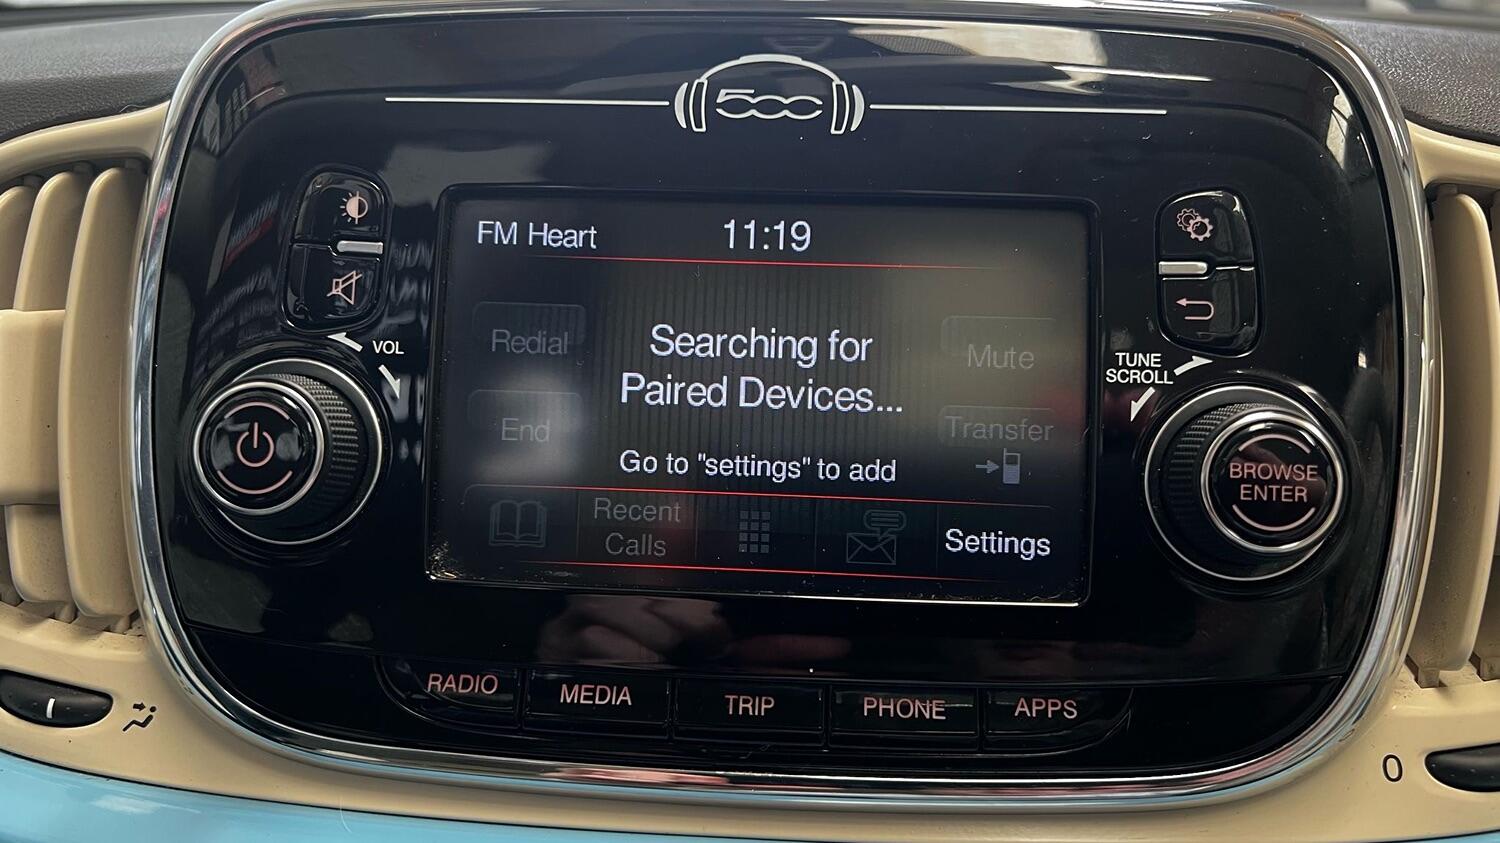 500
FM Heart
11:19
Redial
Searching for
Paired Devices...
Mute
End
Transfer
Go to "settings" to add
Recent
Calls
Settings
VOL
TUNE
SCROLL
BROWSE
ENTER
RADIO
MEDIA
TRIP
PHONE
APPS
0